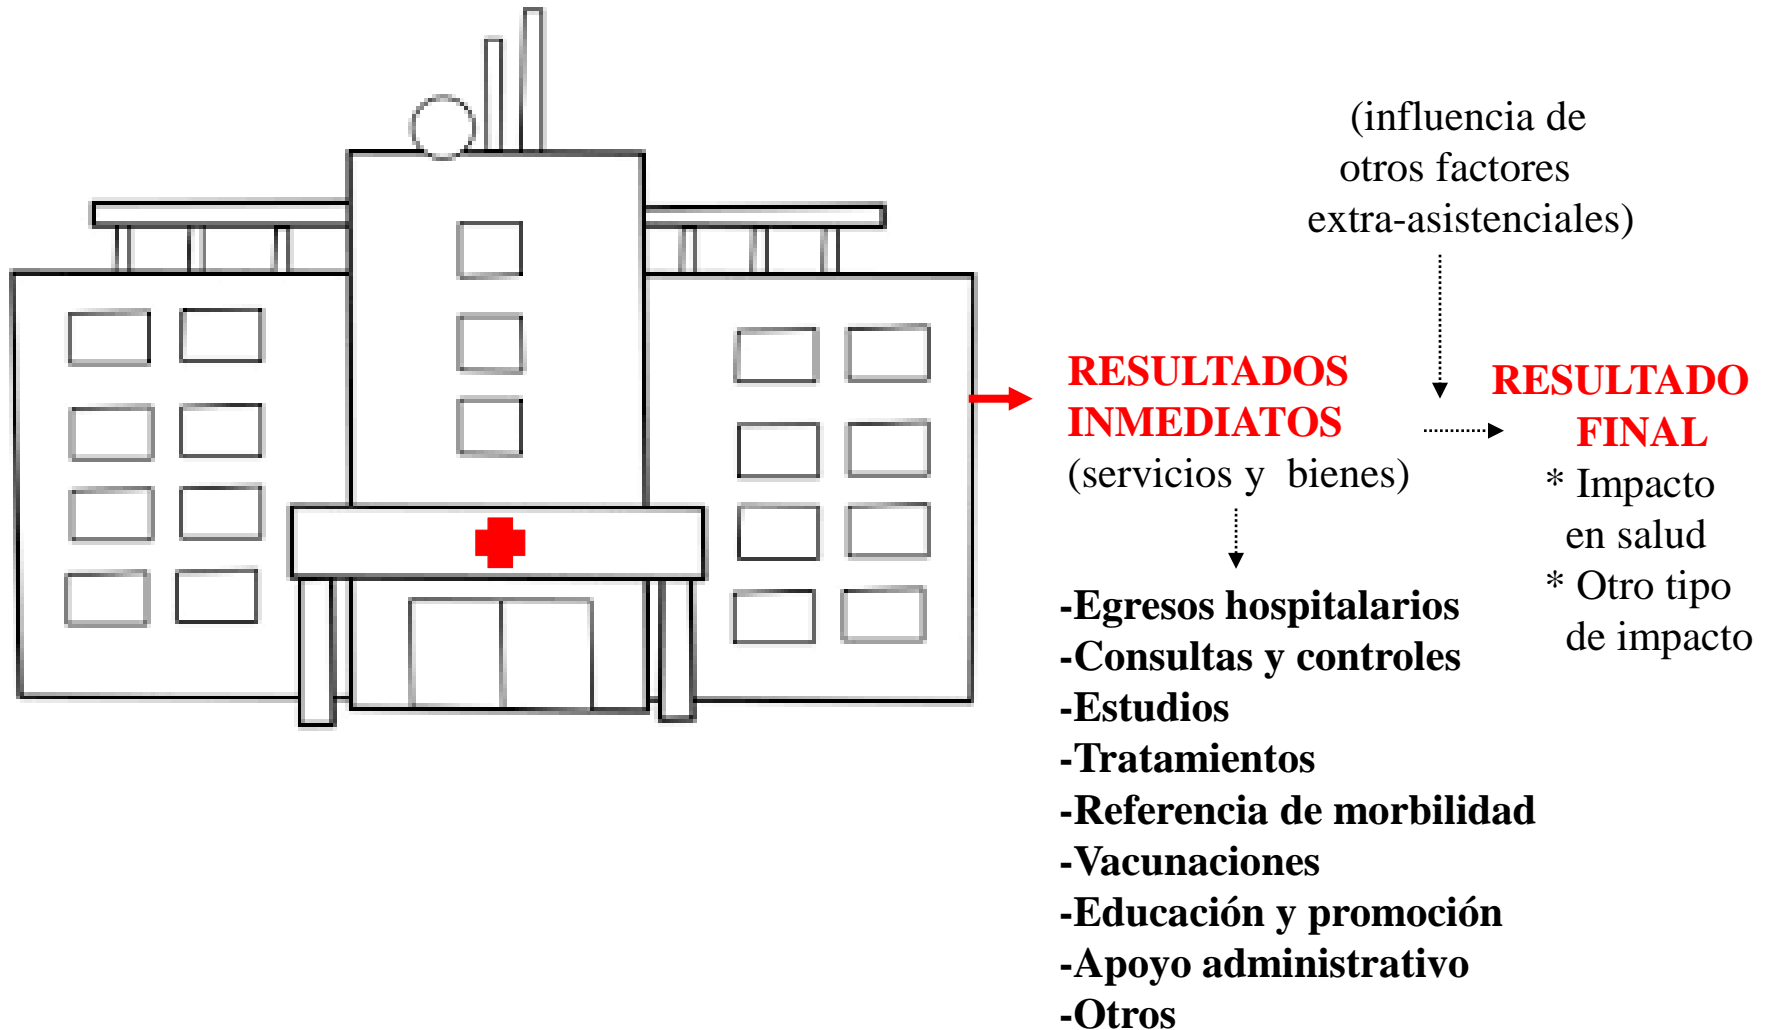 (influencia de
otros factores
extra-asistenciales)
RESULTADOS
INMEDIATOS
(servicios y bienes)
RESULTADO
FINAL
* Impacto
en salud
* Otro tipo
de impacto
-Egresos hospitalarios
-Consultas y controles
-Estudios
-Tratamientos
-Referencia de morbilidad
-Vacunaciones
-Educación y promoción
-Apoyo administrativo
-Otros